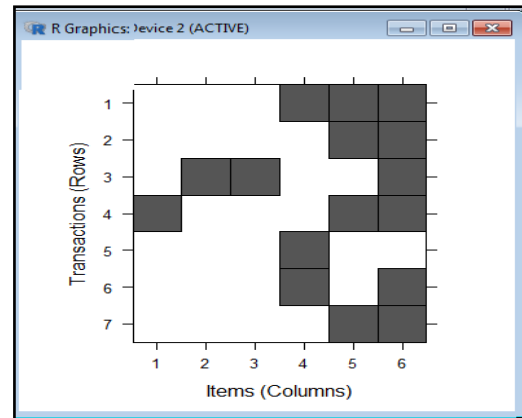 R Graphics: Device 2 (ACTIVE)
Transactions (Rows)
1
2
3
4
5
6
7
1 2 3 4 5 6
Items (Columns)